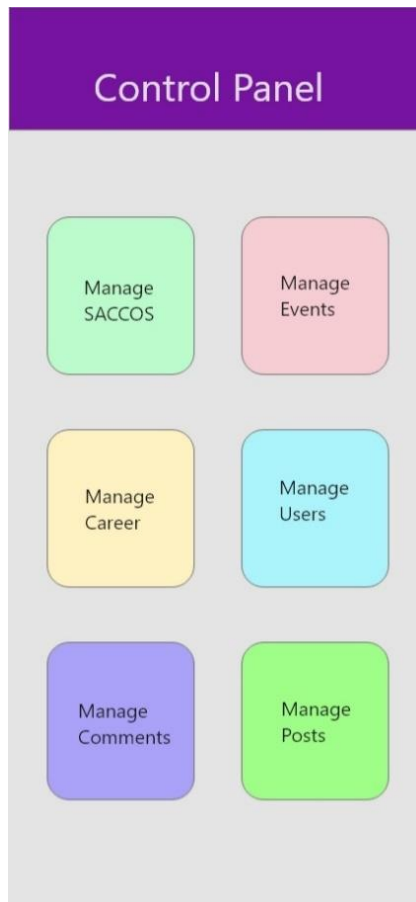 Control Panel
Manage
SACCOS
Manage
Events
Manage
Career
Manage
Users
Manage
Comments
Manage
Posts